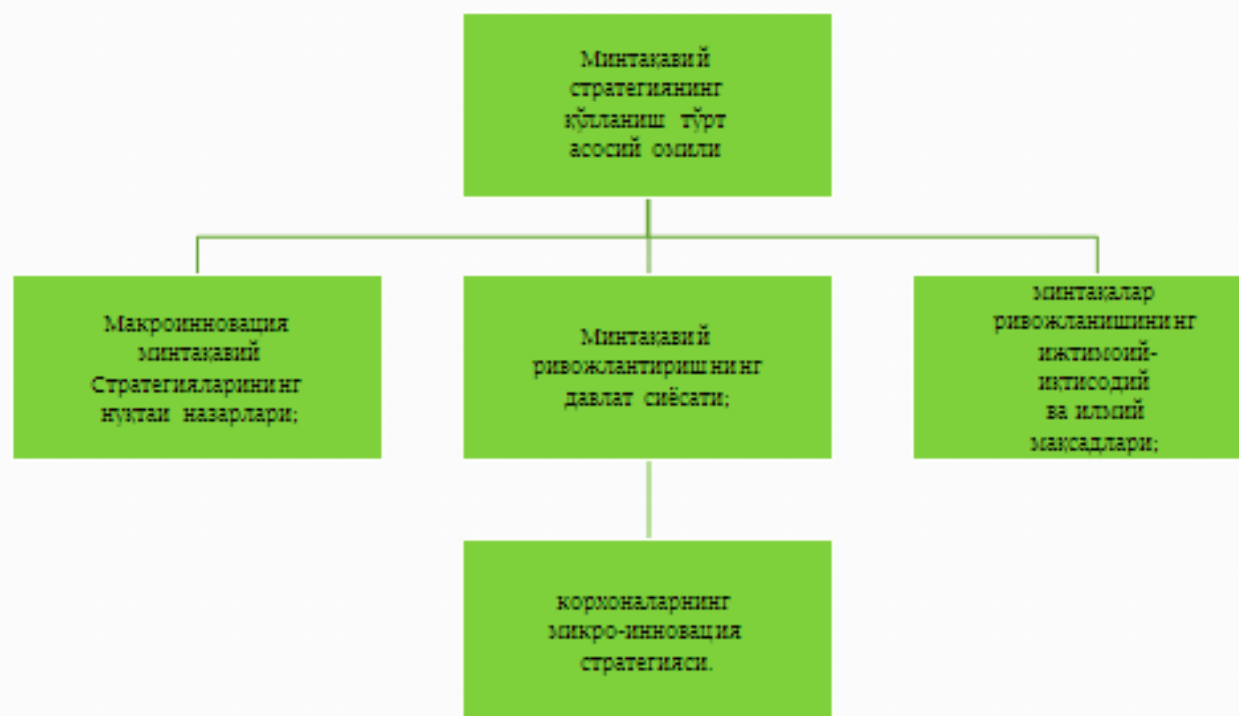 Минтақавий
стратегиянинг
қўлланиш тўрт
асосий омили
Макроинновация
минтақавий
Стратегияларининг
нуқтаи назарлари;
Минтақавий
ривожлантиришнинг
давлат сиёсати;
минтақалар
ривожланишининг
ижтимоий-
иқтисодий
ва илмий
мақсадлари;
корхоналарнинг
микро-инновация
стратегияси.